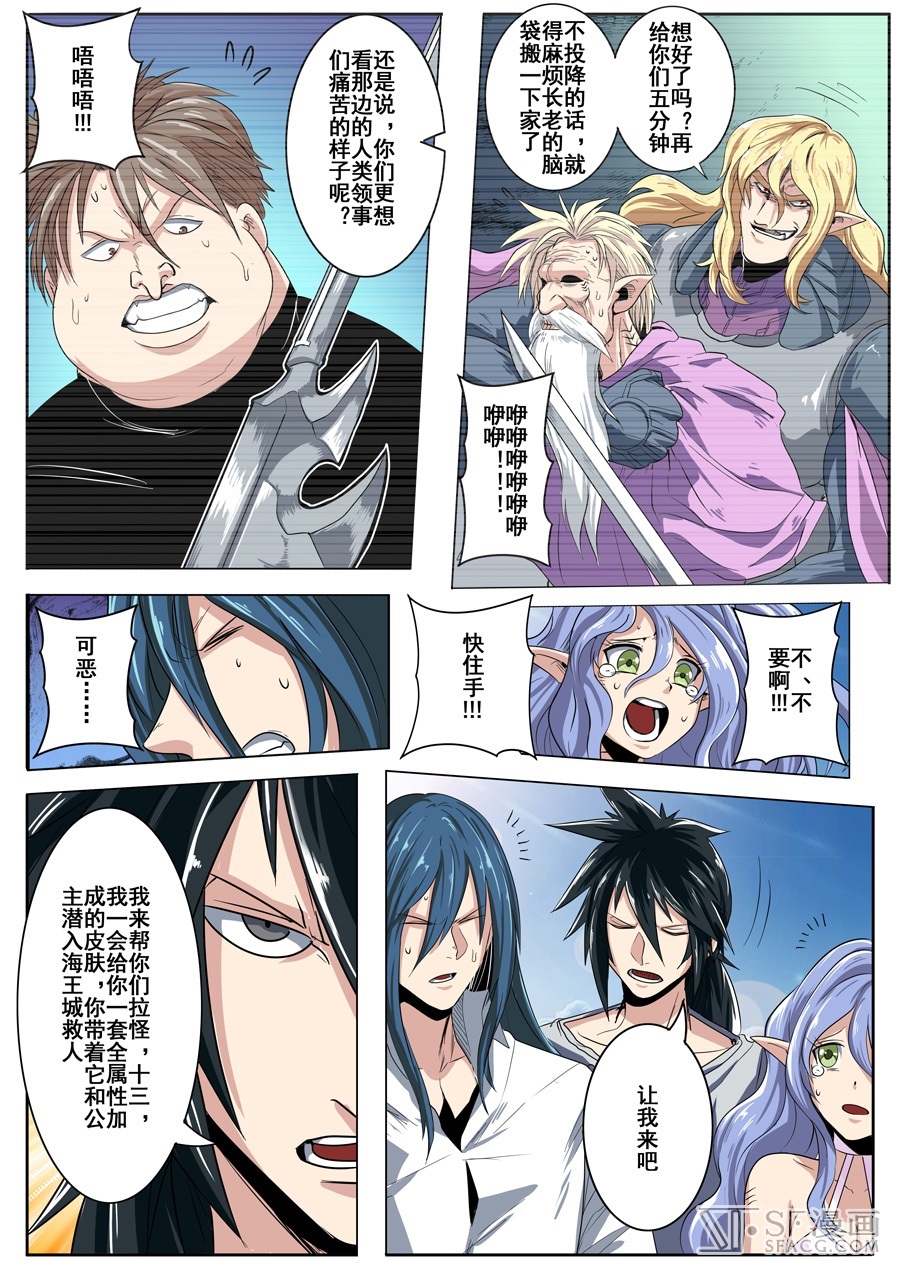 想好了吗？再
给你们五分钟
不投降的话，就
得麻烦长老的脑
袋搬一下家了
咿咿咿咿咿咿
咿咿！！！
还是说，你们更想
看那边的人类领事
们痛苦的样子呢？
唔唔唔!!!
不、不
要啊!!!
快住手!!!
可恶……
让我来吧
我来帮你们拉怪，十三，
我一会给你一套全属性加
成的皮肤，你带着它和公
主潜入海王城救人
SF漫画
SFACG.COM